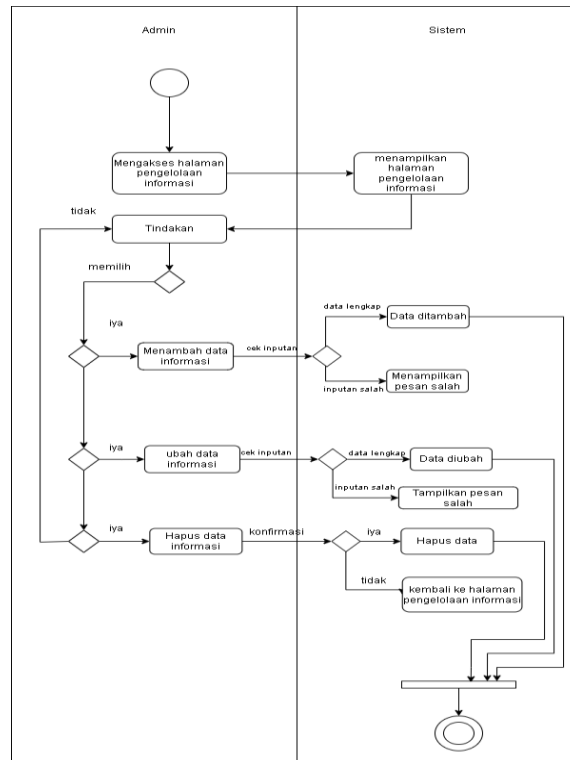 Admin
Sistem
Mengakses halaman
pengelolaan
informasi
menampilkan
halaman
pengelolaan
informasi
tidak
Tindakan
memilih
iya
Menambah data
informasi
cek inputan
data lengkap
Data ditambah
inputan salah
Menampilkan
pesan salah
iya
ubah data
informasi
cek inputan
data lengkap
Data diubah
inputan salah
Tampilkan pesan
salah
iya
Hapus data
informasi
konfirmasi
iya
Hapus data
tidak
kembali ke halaman
pengelolaan informasi